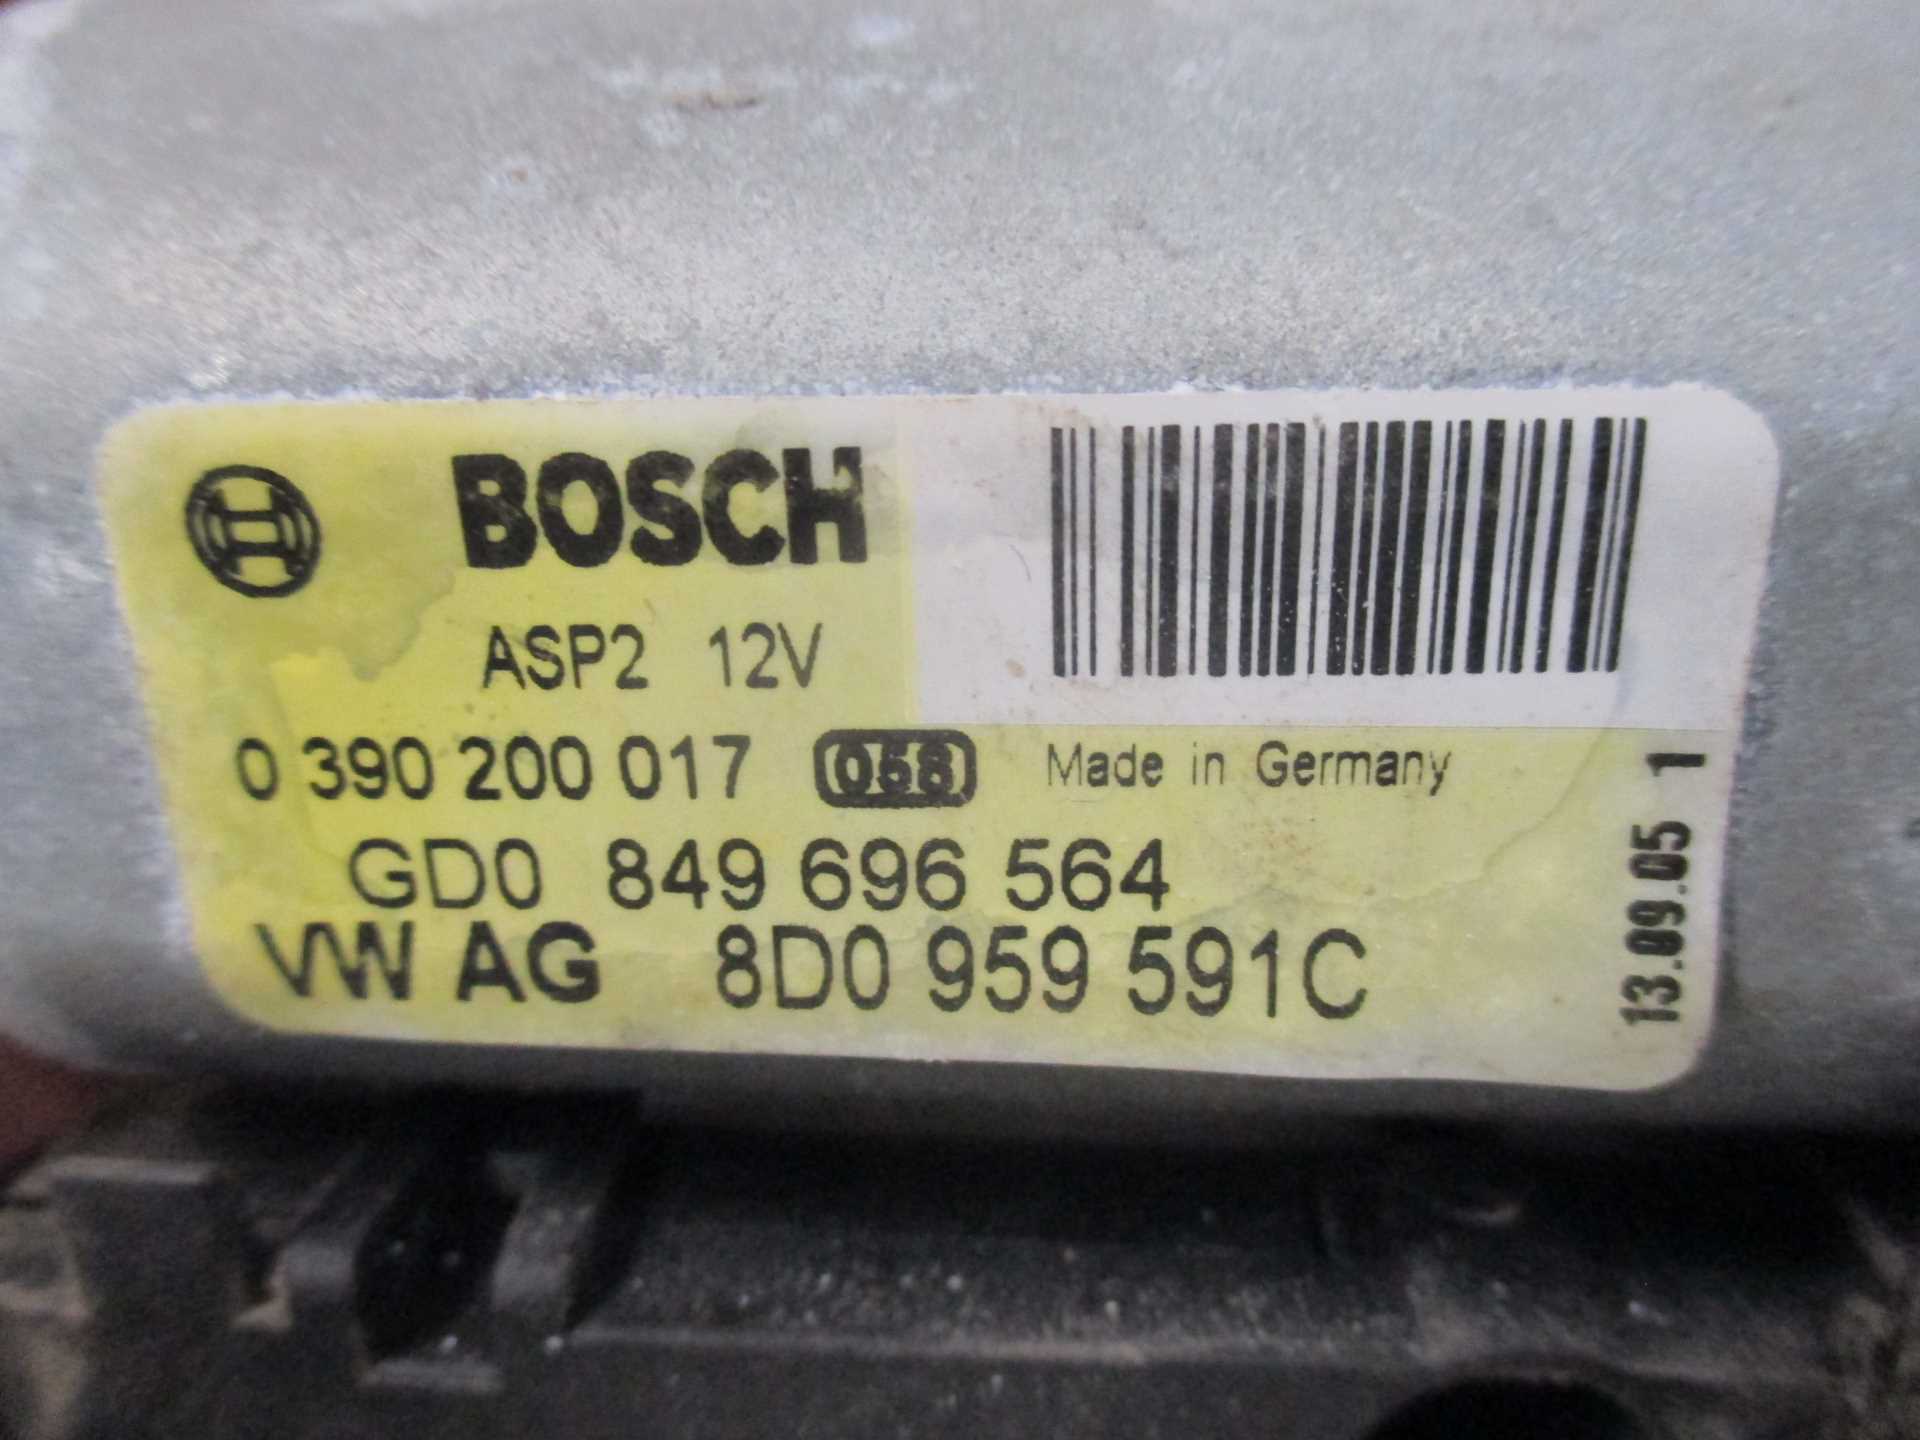 BOSCH
ASP2 12V
0 390 200 017 058 Made in Germany
GD0 849 696 564
VW AG 8D0 959 591C
13.09.05 1